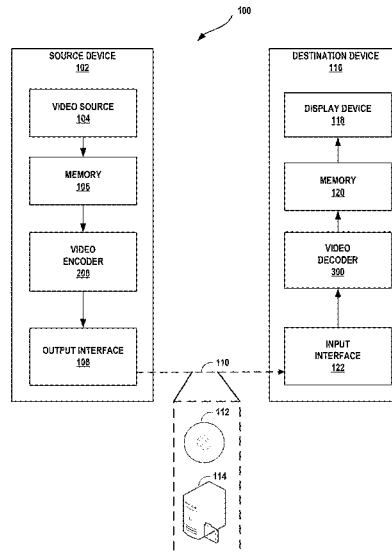 100
SOURCE DEVICE
102
VIDEO SOURCE
104
MEMORY
106
VIDEO
ENCODER
200
OUTPUT INTERFACE
108
DESTINATION DEVICE
116
DISPLAY DEVICE
118
MEMORY
120
VIDEO
DECODER
300
INPUT
INTERFACE
122
110
112
114